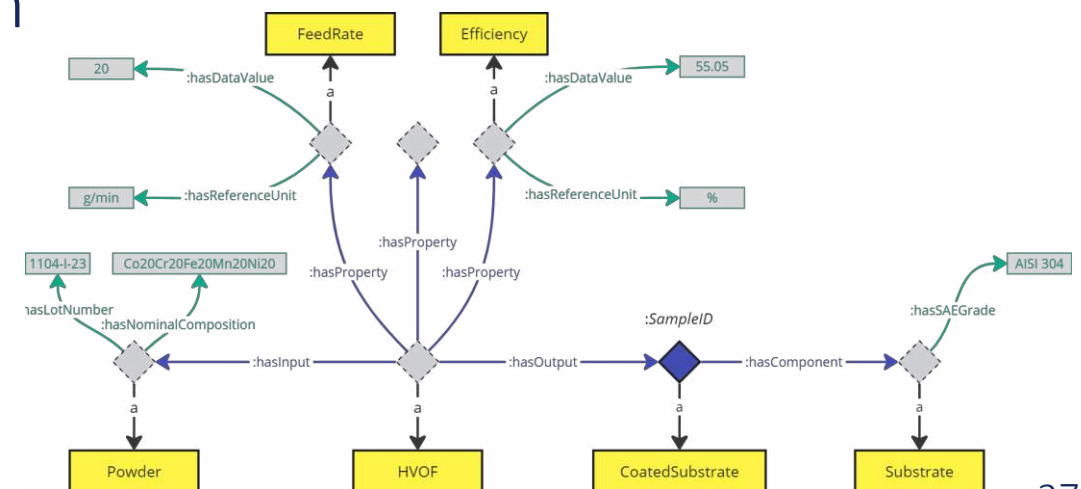 FeedRate
Efficiency
20
:hasDataValue
:hasDataValue
55.05
a
a
g/min
:hasReferenceUnit
:hasReferenceUnit
%
:hasProperty
:hasProperty
:hasProperty
1104-I-23
Co20Cr20Fe20Mn20Ni20
AISI 304
hasLotNumber
:hasNominalComposition
:SampleID
:hasSAEGrade
:hasInput
:hasOutput
:hasComponent
a
a
a
a
Powder
HVOF
CoatedSubstrate
Substrate